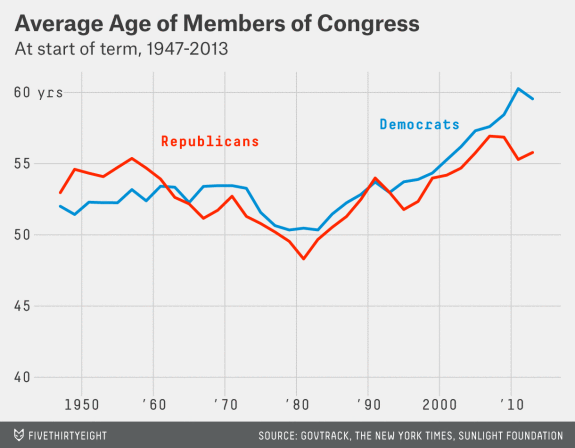 Average Age of Members of Congress
At start of term, 1947-2013
60 yrs
Democrats
Republicans
55
50
45
40
1950 '60 '70 '80 '90 2000 '10
FIVETHIRTYEIGHT SOURCE: GOVTRACK, THE NEW YORK TIMES, SUNLIGHT FOUNDATION